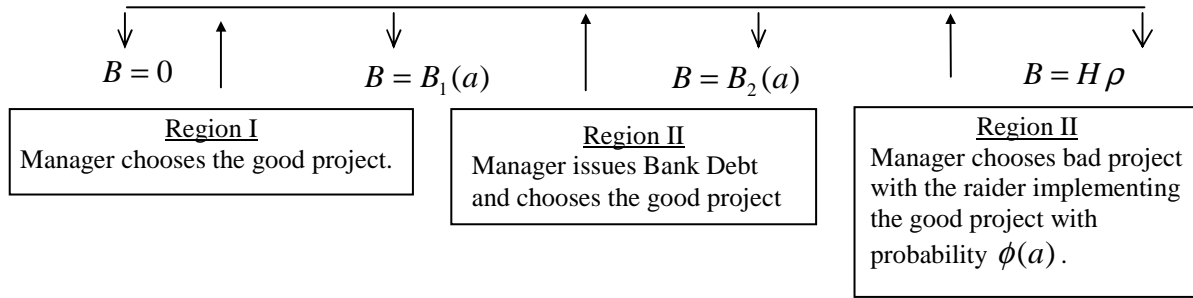 B = 0
B = B₁(a)
B = B₂(a)
B = Hρ
Region I
Manager chooses the good project.
Region II
Manager issues Bank Debt
and chooses the good project
Region II
Manager chooses bad project
with the raider implementing
the good project with
probability ϕ(a) .